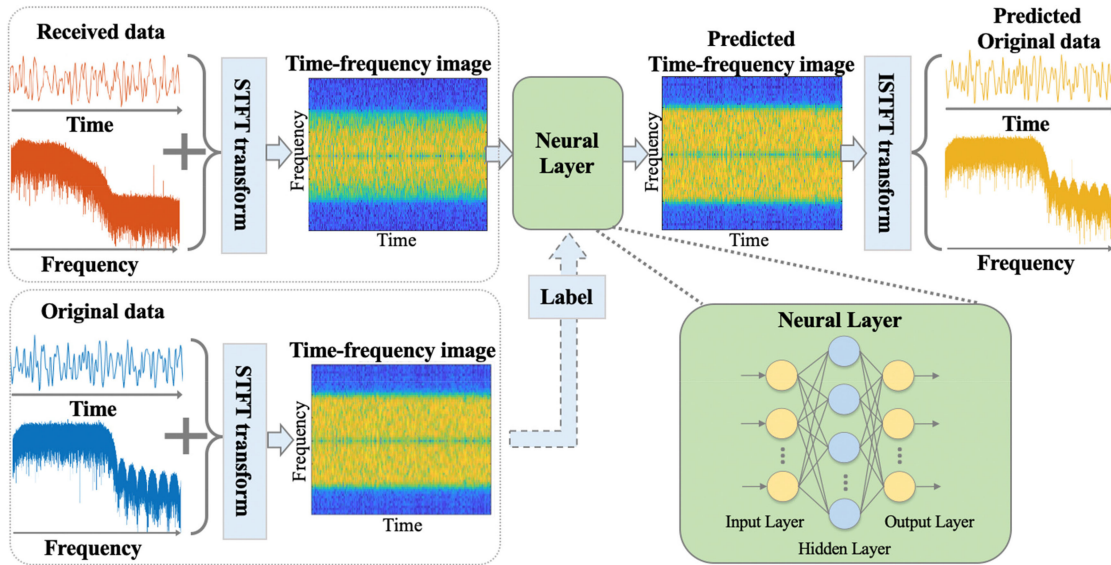 Received data
Time
Frequency
STFT transform
Time-frequency image
Frequency
Time
Neural
Layer
Predicted
Time-frequency image
Frequency
Time
ISTFT transform
Predicted
Original data
Time
Frequency
Original data
Time
Frequency
STFT transform
Time-frequency image
Frequency
Time
Label
Neural Layer
Input Layer
Output Layer
Hidden Layer